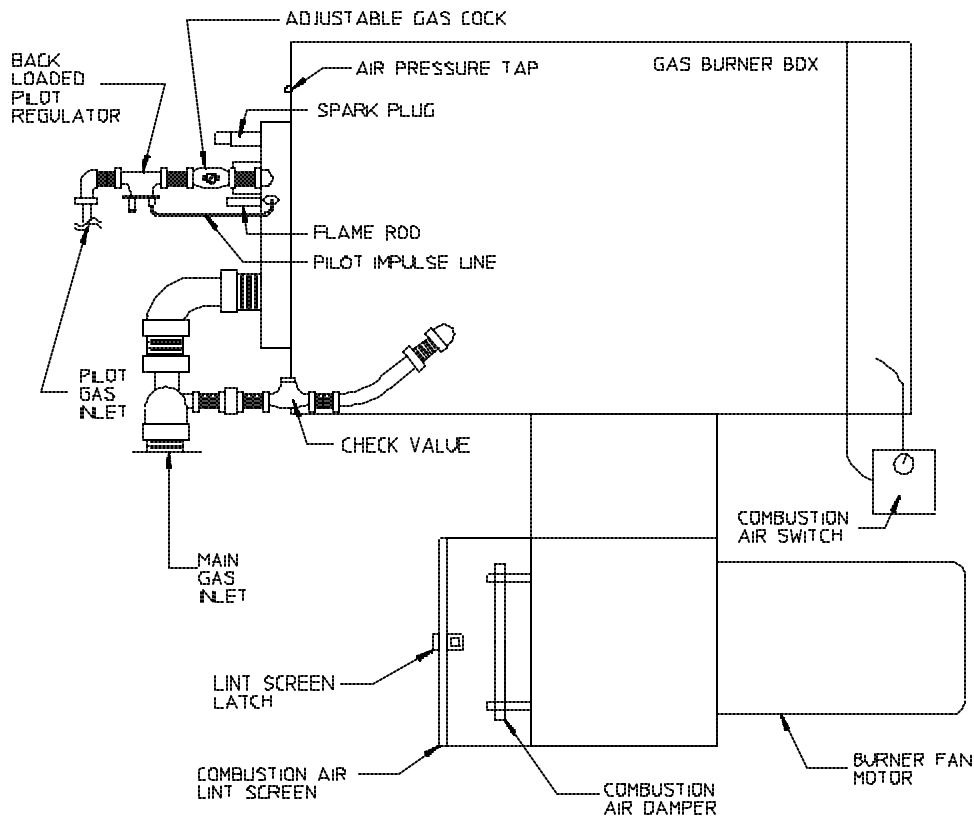 ADJUSTABLE GAS COCK
BACK
LOADED
PILOT
REGULATOR
AIR PRESSURE TAP
GAS BURNER BOX
SPARK PLUG
FLAME ROD
PILOT IMPULSE LINE
PILOT
GAS
INLET
CHECK VALVE
COMBUSTION
AIR SWITCH
MAIN
GAS
INLET
LINT SCREEN
LATCH
COMBUSTION AIR
LINT SCREEN
COMBUSTION
AIR DAMPER
BURNER FAN
MOTOR